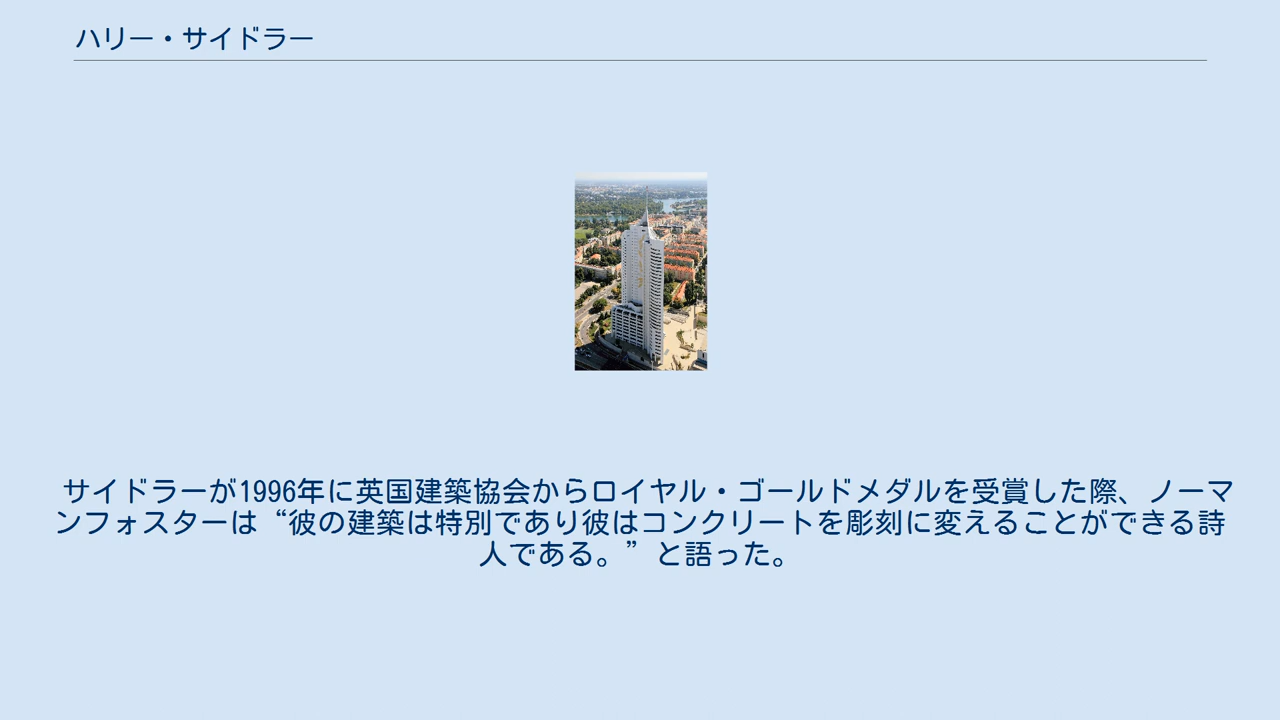 ハリー・サイドラー
サイドラーが1996年に英国建築協会からロイヤル・ゴールドメダルを受賞した際、ノーマ
ンフォスターは“彼の建築は特別であり彼はコンクリートを彫刻に変えることができる詩
人である。”と語った。